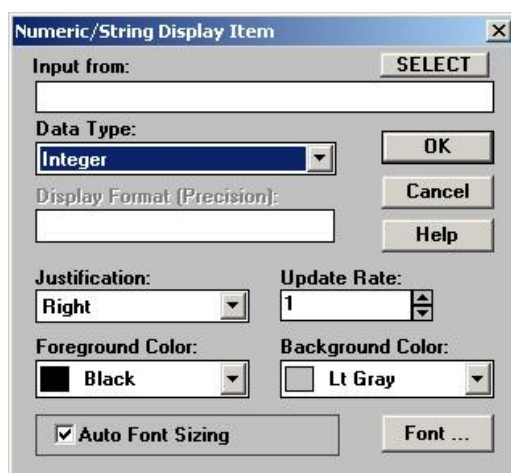 Numeric/String Display Item
Input from:
SELECT
Data Type:
Integer
OK
Display Format (Precision):
Cancel
Help
Justification:
Update Rate:
Right
1
Foreground Color:
Background Color:
Black
Lt Gray
Auto Font Sizing
Font ...